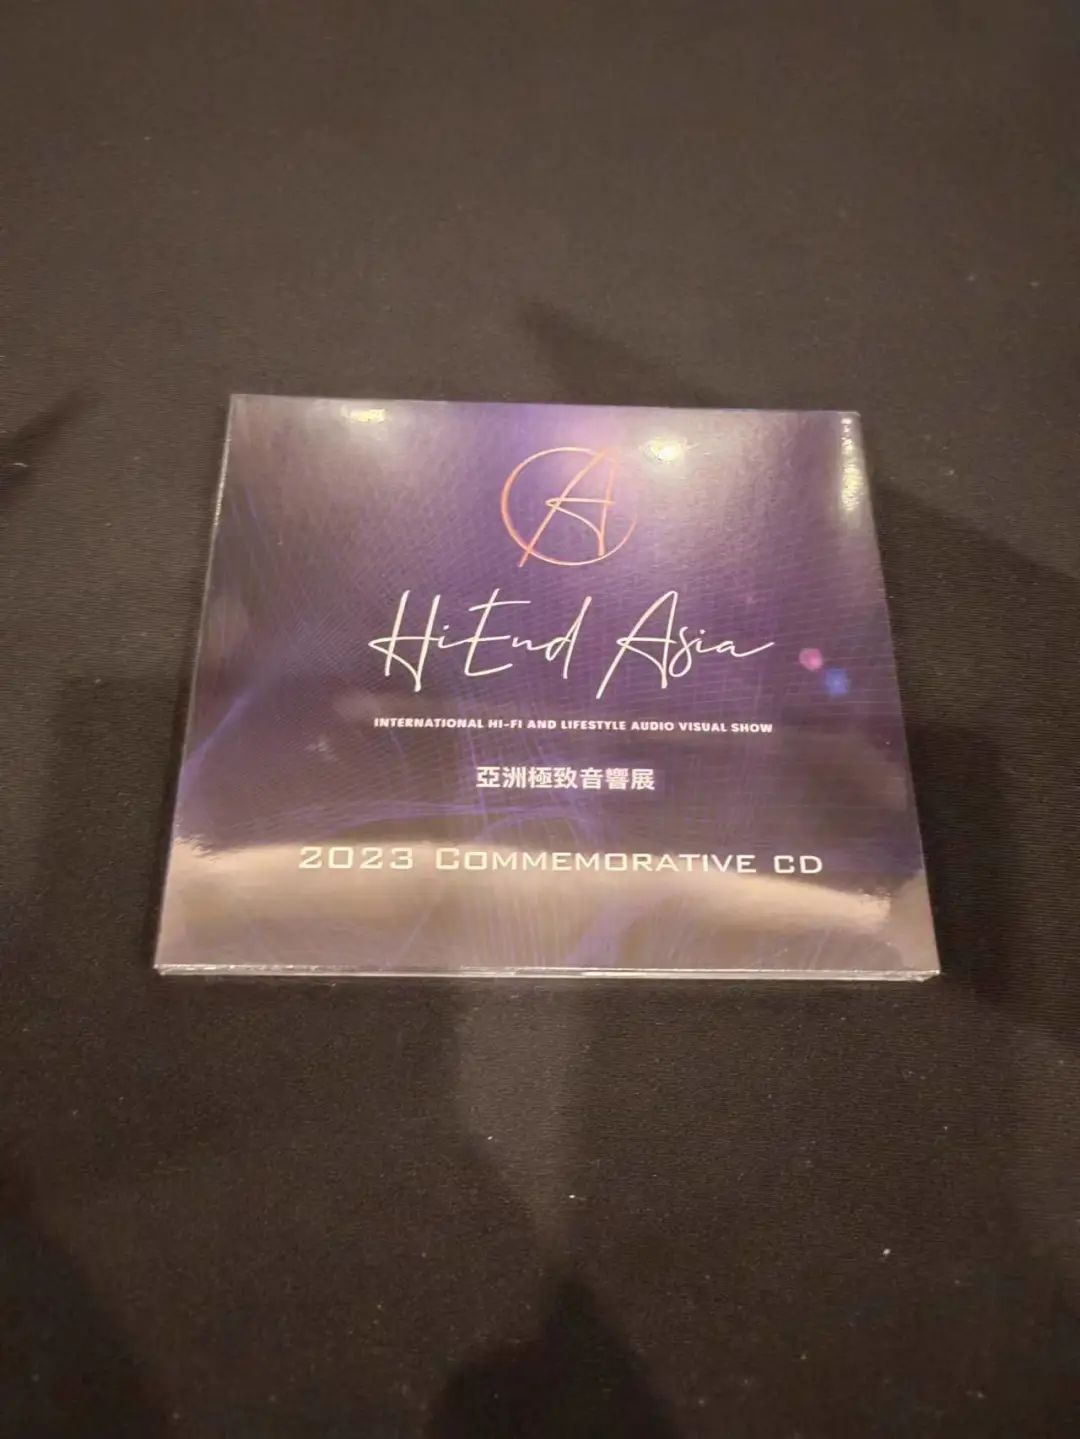 A
HiEnd Asia
INTERNATIONAL HI-FI AND LIFESTYLE AUDIO VISUAL SHOW
亞洲極致音響展
2023 COMMEMORATIVE CD